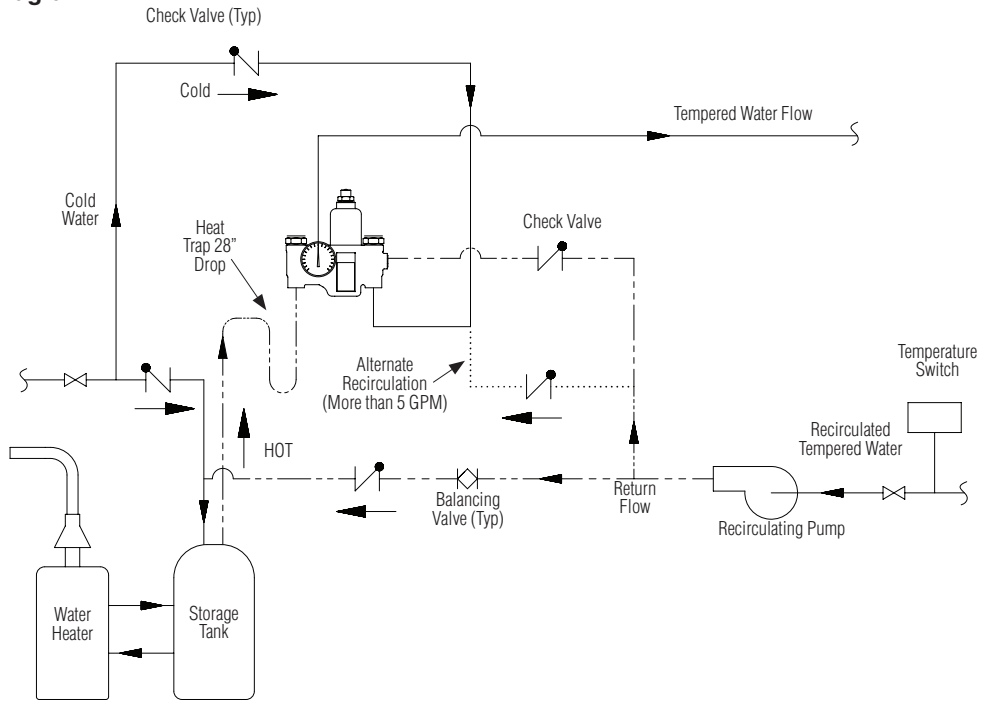 Check Valve (Typ)
Cold
Tempered Water Flow
Cold
Water
Heat
Trap 28"
Drop
Check Valve
Alternate
Recirculation
(More than 5 GPM)
Temperature
Switch
HOT
Recirculated
Tempered Water
Balancing
Valve (Typ)
Return
Flow
Recirculating Pump
Water
Heater
Storage
Tank